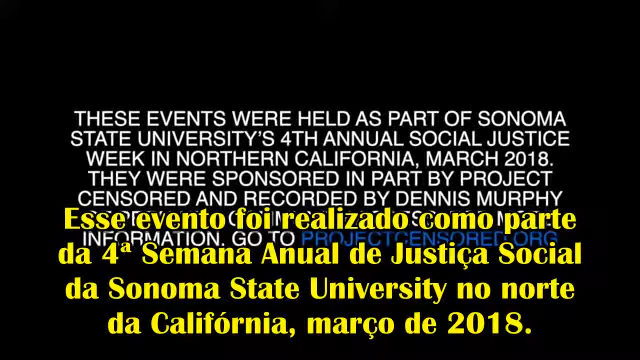 THESE EVENTS WERE HELD AS PART OF SONOMA
STATE UNIVERSITY'S 4TH ANNUAL SOCIAL JUSTICE
WEEK IN NORTHERN CALIFORNIA, MARCH 2018.
THEY WERE SPONSORED IN PART BY PROJECT
CENSORED AND RECORDED BY DENNIS MURPHY
INFORMATION, GO TO PROJECTCENSORED.ORG
Esse evento foi realizado como parte
da 4ª Semana Anual de Justiça Social
da Sonoma State University no norte
da Califórnia, março de 2018.